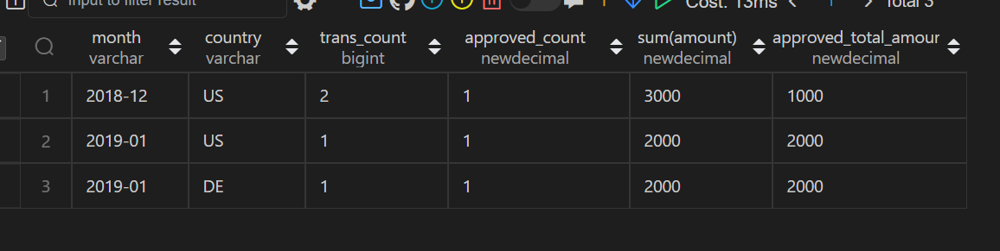 Input to filter result Cost: 13ms 1 Total 3
month country trans_count approved_count sum(amount) approved_total_amour
varchar varchar bigint newdecimal newdecimal newdecimal
1 2018-12 US 2 1 3000 1000
2 2019-01 US 1 1 2000 2000
3 2019-01 DE 1 1 2000 2000